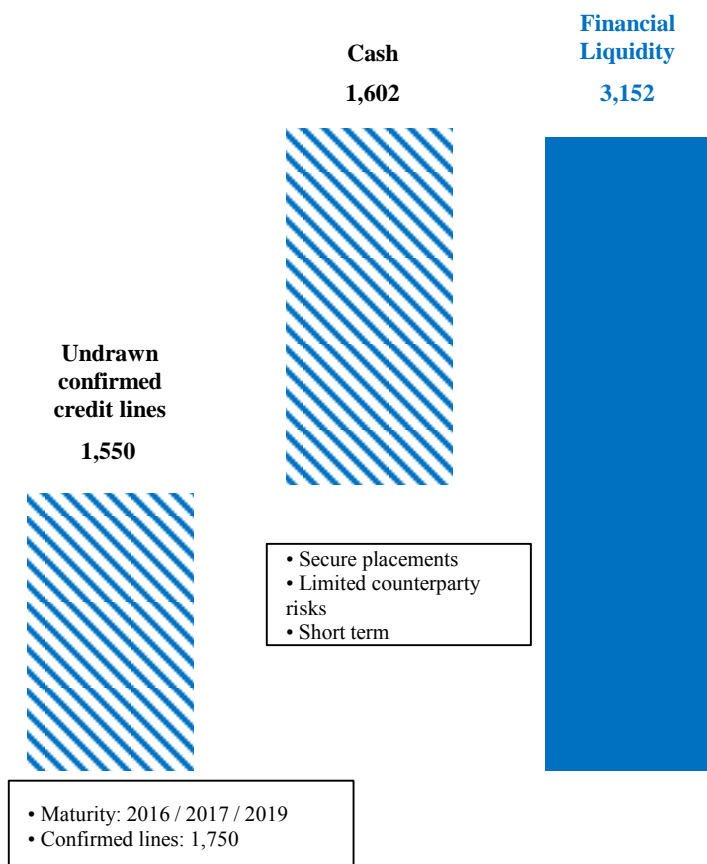 Financial
Liquidity
3,152
Cash
1,602
Undrawn
confirmed
credit lines
1,550
• Secure placements
• Limited counterparty
risks
• Short term
• Maturity: 2016 / 2017 / 2019
• Confirmed lines: 1,750